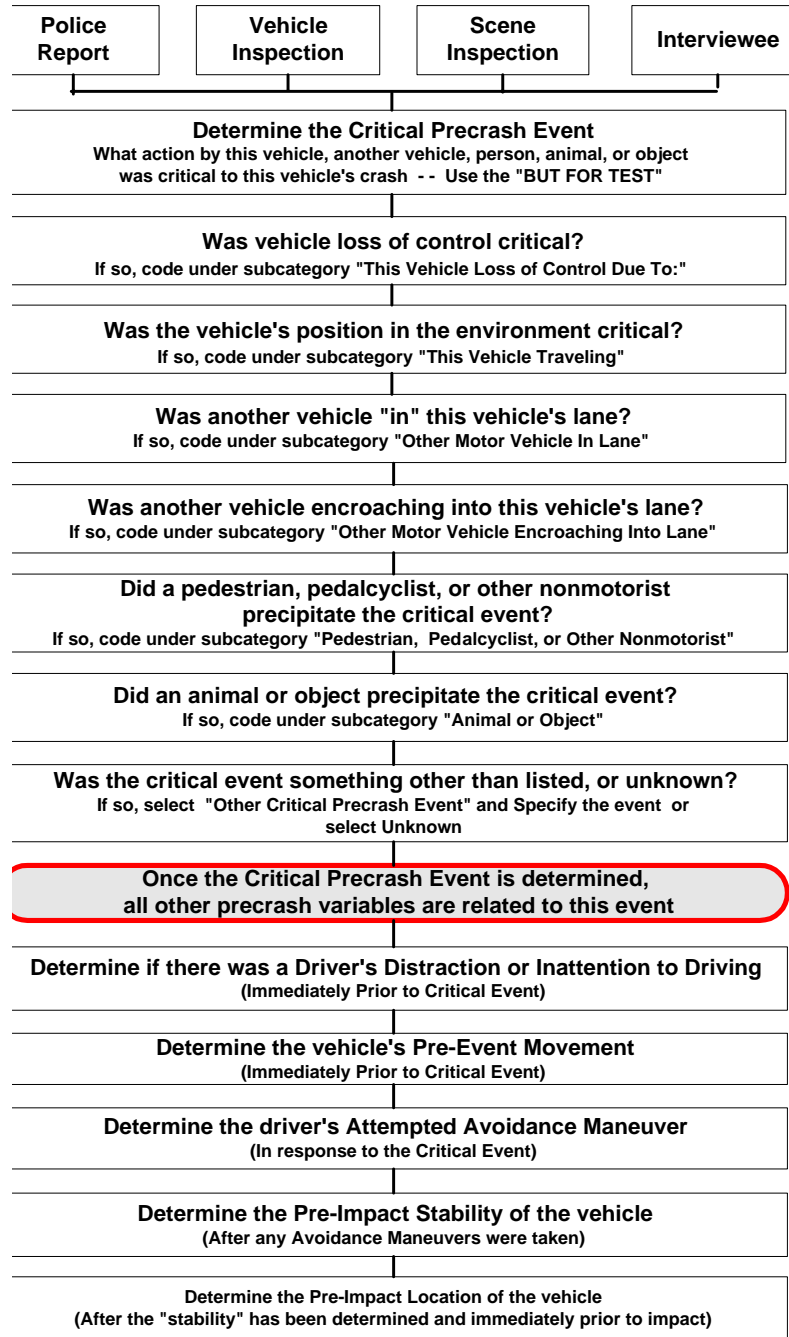 Police
Report
Vehicle
Inspection
Scene
Inspection
Interviewee
Determine the Critical Precrash Event
What action by this vehicle, another vehicle, person, animal, or object
was critical to this vehicle's crash - - Use the "BUT FOR TEST"
Was vehicle loss of control critical?
If so, code under subcategory "This Vehicle Loss of Control Due To:"
Was the vehicle's position in the environment critical?
If so, code under subcategory "This Vehicle Traveling"
Was another vehicle "in" this vehicle's lane?
If so, code under subcategory "Other Motor Vehicle In Lane"
Was another vehicle encroaching into this vehicle's lane?
If so, code under subcategory "Other Motor Vehicle Encroaching Into Lane"
Did a pedestrian, pedalcyclist, or other nonmotorist
precipitate the critical event?
If so, code under subcategory "Pedestrian, Pedalcyclist, or Other Nonmotorist"
Did an animal or object precipitate the critical event?
If so, code under subcategory "Animal or Object"
Was the critical event something other than listed, or unknown?
If so, select "Other Critical Precrash Event" and Specify the event or
select Unknown
Once the Critical Precrash Event is determined,
all other precrash variables are related to this event
Determine if there was a Driver's Distraction or Inattention to Driving
(Immediately Prior to Critical Event)
Determine the vehicle's Pre-Event Movement
(Immediately Prior to Critical Event)
Determine the driver's Attempted Avoidance Maneuver
(In response to the Critical Event)
Determine the Pre-Impact Stability of the vehicle
(After any Avoidance Maneuvers were taken)
Determine the Pre-Impact Location of the vehicle
(After the "stability" has been determined and immediately prior to impact)